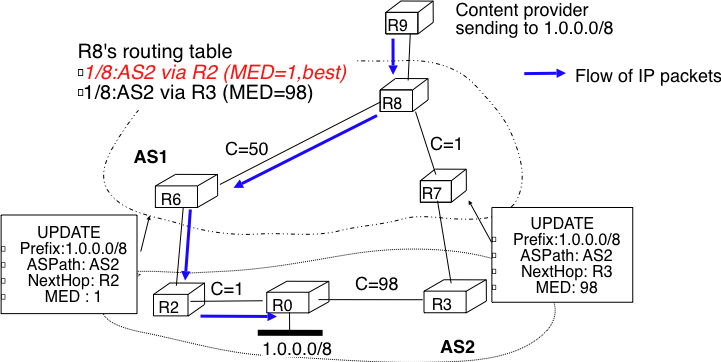 R9
Content provider
sending to 1.0.0.0/8
R8's routing table
1/8:AS2 via R2 (MED=1,best)
1/8:AS2 via R3 (MED=98)
Flow of IP packets
R8
AS1
C=50
C=1
R6
R7
UPDATE
Prefix:1.0.0.0/8
ASPath: AS2
NextHop: R2
MED : 1
UPDATE
Prefix:1.0.0.0/8
ASPath: AS2
NextHop: R3
MED: 98
R2
C=1
R0
C=98
R3
1.0.0.0/8
AS2